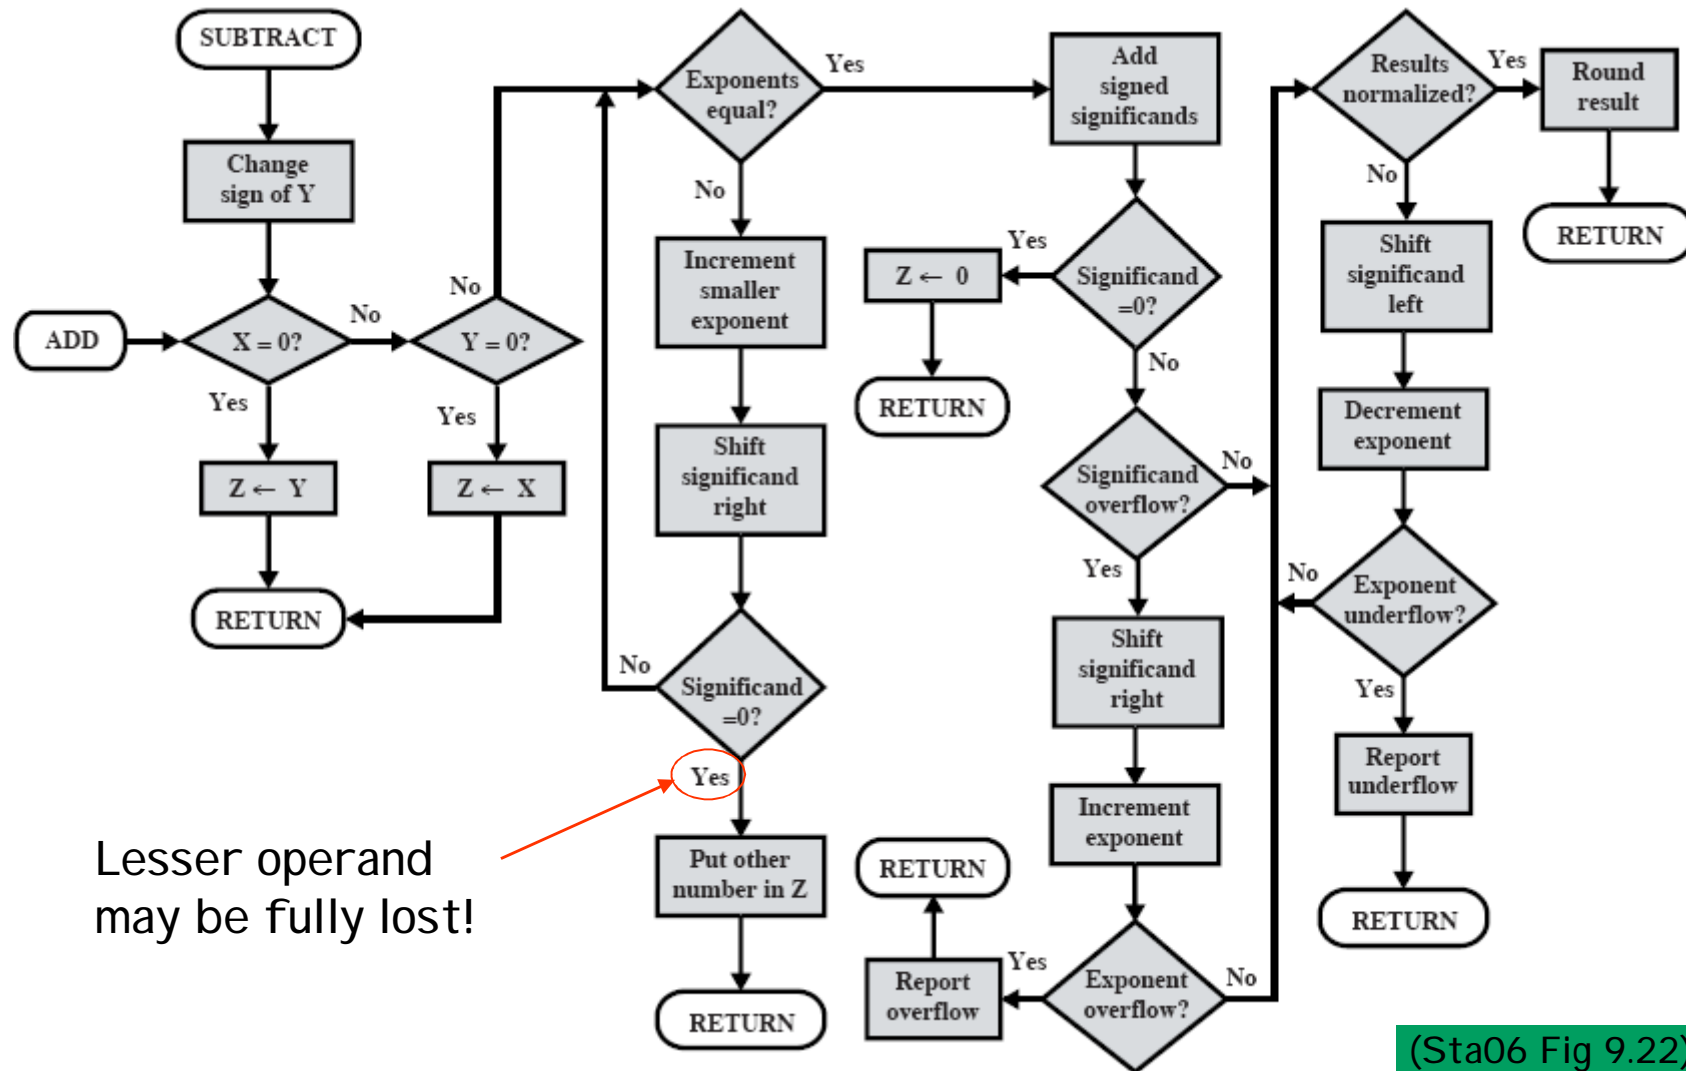 SUBTRACT
Change
sign of Y
ADD
X = 0?
No
Yes
Z ← Y
RETURN
Y = 0?
No
Yes
Z ← X
Exponents
equal?
Yes
No
Increment
smaller
exponent
Shift
significand
right
Significand
=0?
No
Yes
Put other
number in Z
RETURN
Lesser operand
may be fully lost!
Add
signed
significands
Significand
=0?
Yes
Z ← 0
RETURN
No
Significand
overflow?
No
Yes
Shift
significand
right
Increment
exponent
Exponent
overflow?
Yes
Report
overflow
RETURN
No
Results
normalized?
Yes
Round
result
RETURN
No
Shift
significand
left
Decrement
exponent
Exponent
underflow?
No
Yes
Report
underflow
RETURN
(Sta06 Fig 9.22)